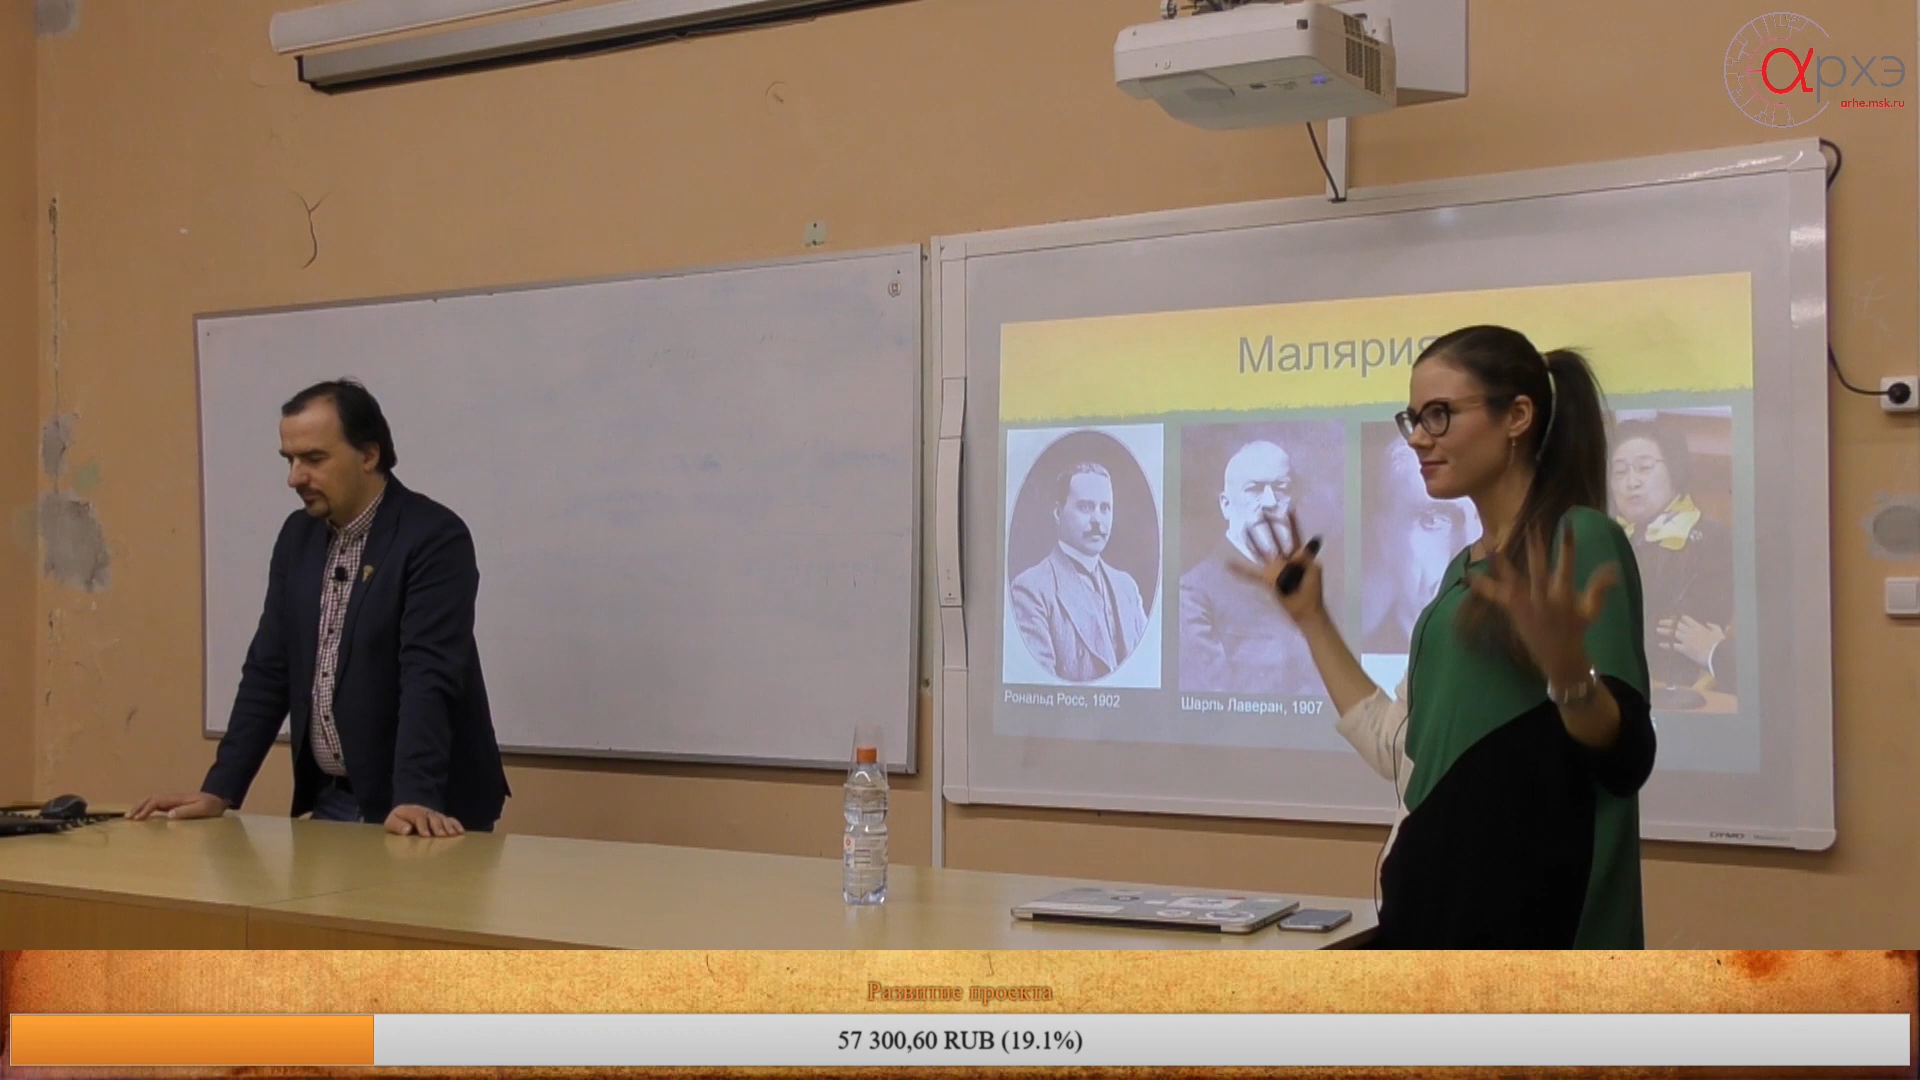 αрхэ
arhe.msk.ru
Малярия
Рональд Росс, 1902
Шарль Лаверан, 1907
DYMO
Развитие проекта
57 300,60 RUB (19.1%)